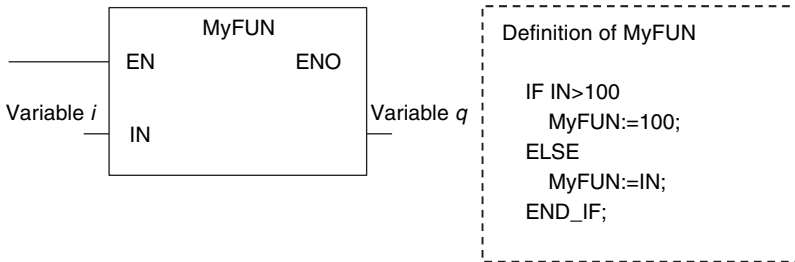 MyFUN
EN ENO
Variable i Variable q
IN
Definition of MyFUN
IF IN>100
MyFUN:=100;
ELSE
MyFUN:=IN;
END_IF;